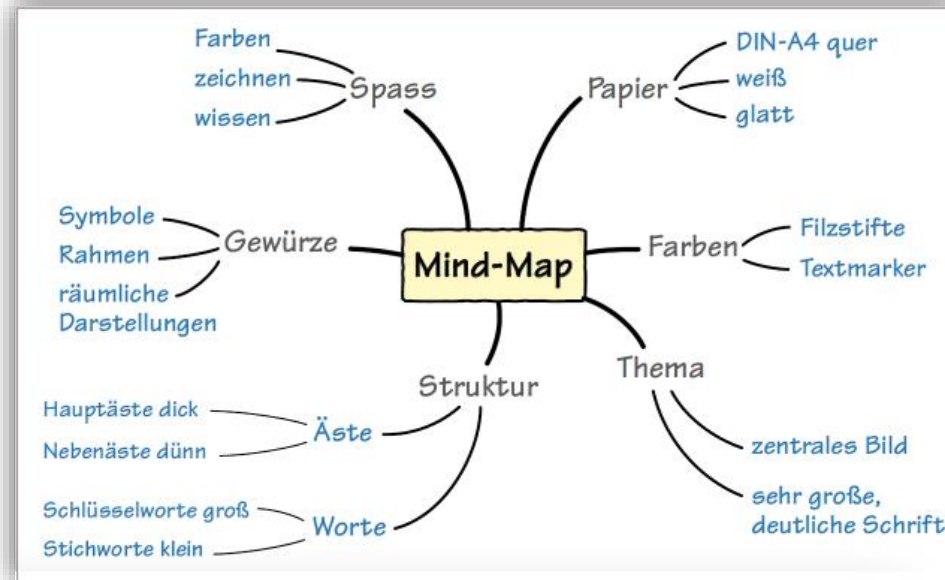 Mind-Map
Spass
Farben
zeichnen
wissen
Papier
DIN-A4 quer
weiß
glatt
Gewürze
Symbole
Rahmen
räumliche
Darstellungen
Farben
Filzstifte
Textmarker
Struktur
Äste
Hauptäste dick
Nebenäste dünn
Worte
Schlüsselworte groß
Stichworte klein
Thema
zentrales Bild
sehr große,
deutliche Schrift